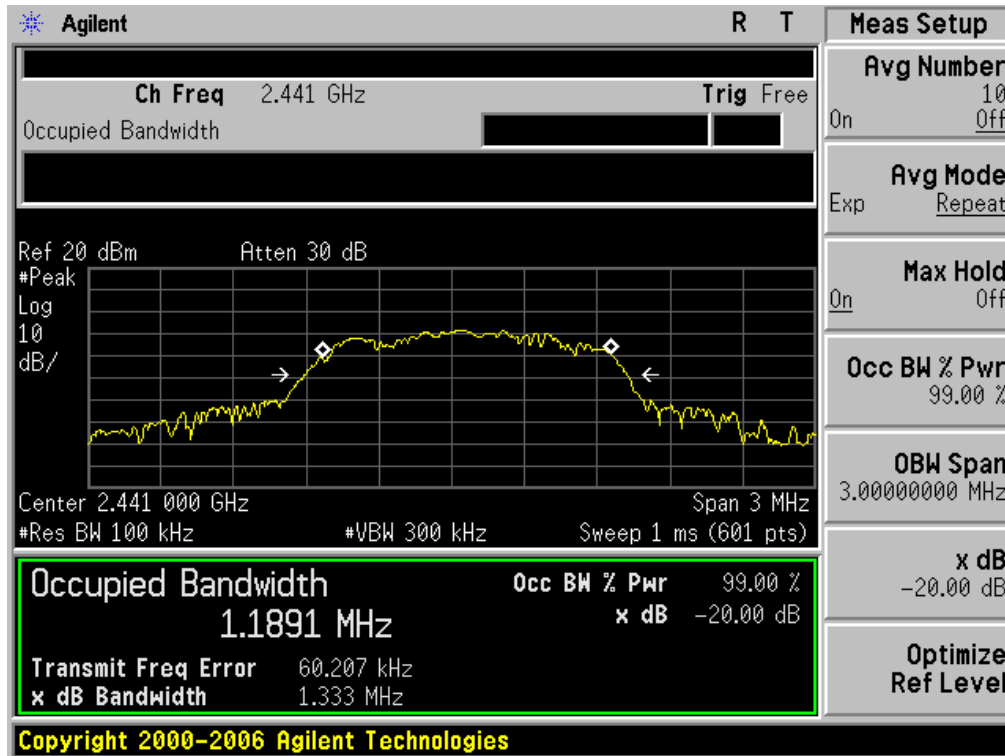 Agilent R T
Ch Freq 2.441 GHz Trig Free
Occupied Bandwidth
Ref 20 dBm Atten 30 dB
#Peak
Log
10
dB/
Center 2.441 000 GHz Span 3 MHz
#Res BW 100 kHz #VBW 300 kHz Sweep 1 ms (601 pts)
Occupied Bandwidth
1.1891 MHz
Occ BW % Pwr 99.00 %
x dB -20.00 dB
Transmit Freq Error 60.207 kHz
x dB Bandwidth 1.333 MHz
Copyright 2000-2006 Agilent Technologies
Meas Setup
Avg Number
10
On Off
Avg Mode
Exp Repeat
Max Hold
On Off
Occ BW % Pwr
99.00 %
OBW Span
3.00000000 MHz
x dB
-20.00 dB
Optimize
Ref Level